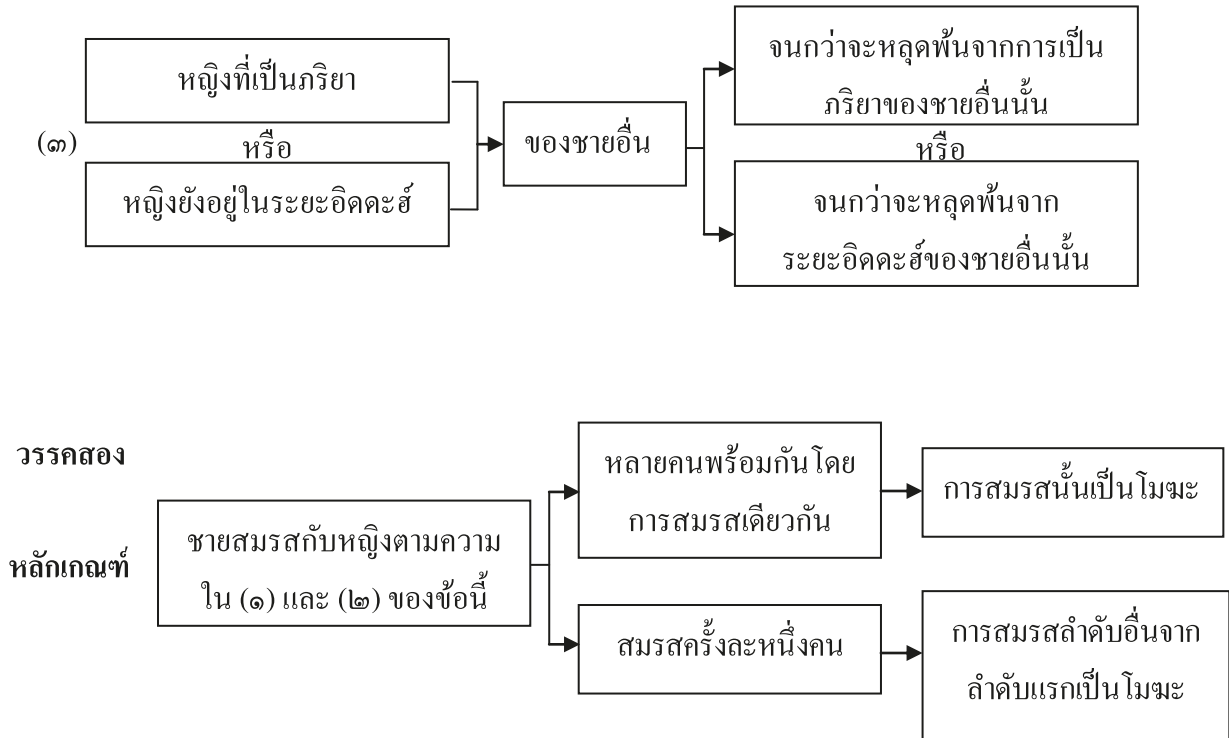 (๓)
หญิงที่เป็นภริยา
หรือ
หญิงยังอยู่ในระยะอิดดะฮ์
ของชายอื่น
จนกว่าจะหลุดพ้นจากการเป็น
ภริยาของชายอื่นนั้น
หรือ
จนกว่าจะหลุดพ้นจาก
ระยะอิดดะฮ์ของชายอื่นนั้น
วรรคสอง
หลักเกณฑ์
ชายสมรสกับหญิงตามความ
ใน (๑) และ (๒) ของข้อนี้
หลายคนพร้อมกันโดย
การสมรสเดียวกัน
การสมรสนั้นเป็นโมฆะ
สมรสครั้งละหนึ่งคน
การสมรสลำดับอื่นจาก
ลำดับแรกเป็นโมฆะ